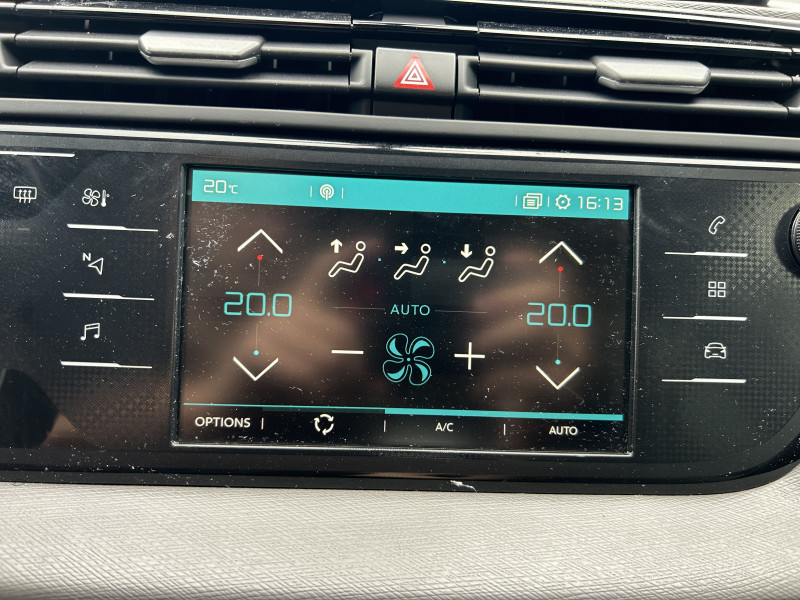 20°C 16:13
N
20.0 20.0
AUTO
OPTIONS A/C AUTO